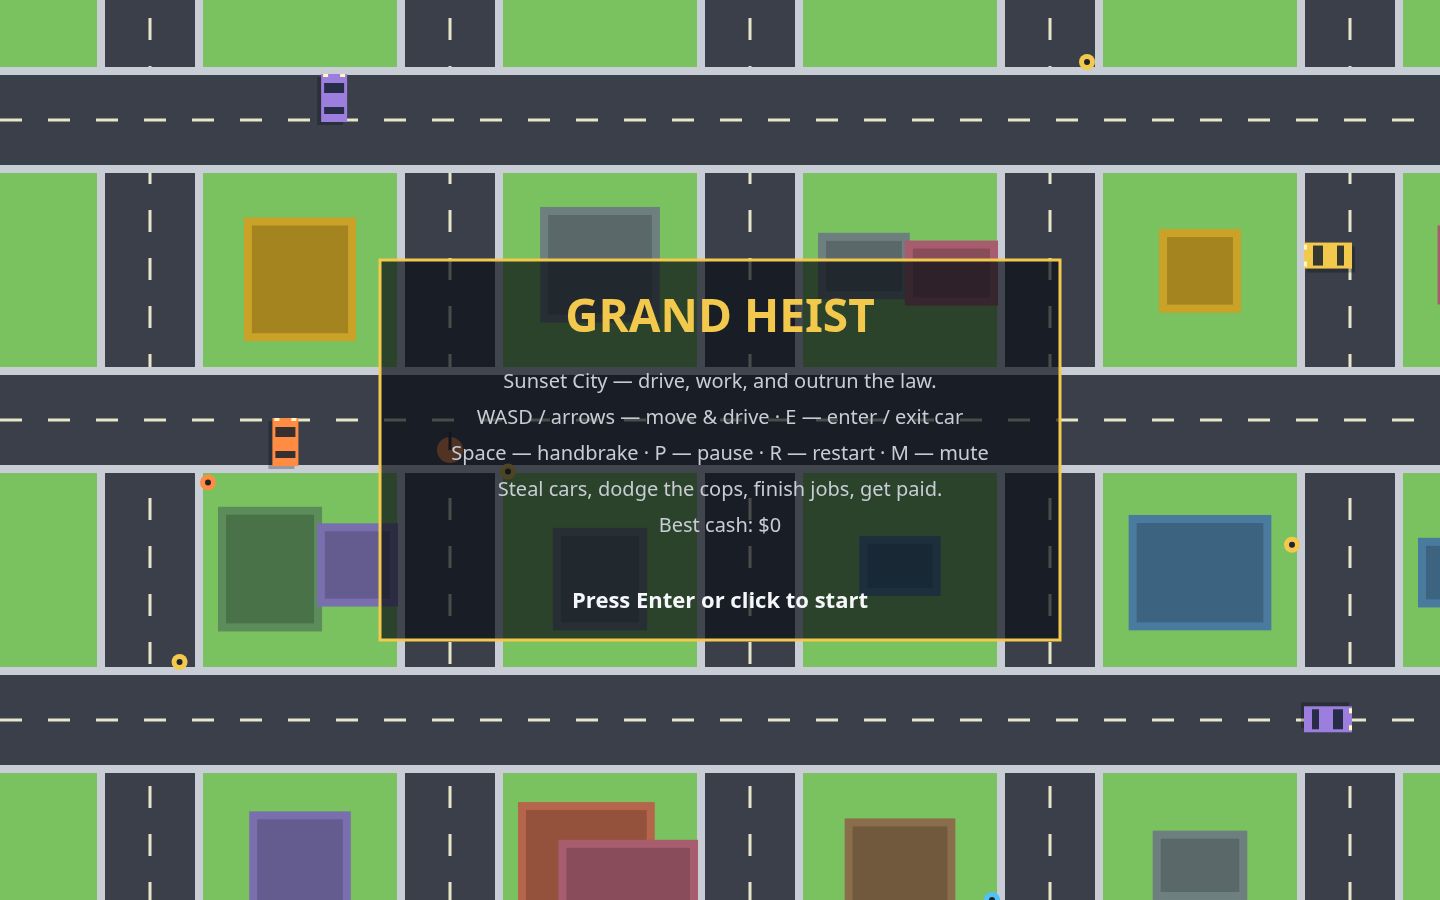 GRAND HEIST
Sunset City — drive, work, and outrun the law.
WASD / arrows — move & drive · E — enter / exit car
Space — handbrake · P — pause · R — restart · M — mute
Steal cars, dodge the cops, finish jobs, get paid.
Best cash: $0
Press Enter or click to start